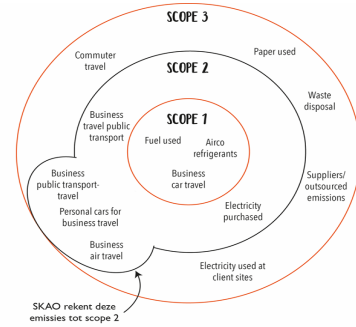 SCOPE 3
Commuter
travel
Paper used
SCOPE 2
Waste
disposal
Business
travel public
transport
SCOPE 1
Fuel used
Airco
refrigerants
Business
car travel
Suppliers/
outsourced
emissions
Business
public transport-
travel
Personal cars for
business travel
Business
air travel
Electricity
purchased
Electricity used at
client sites
SKAO rekent deze
emissies tot scope 2